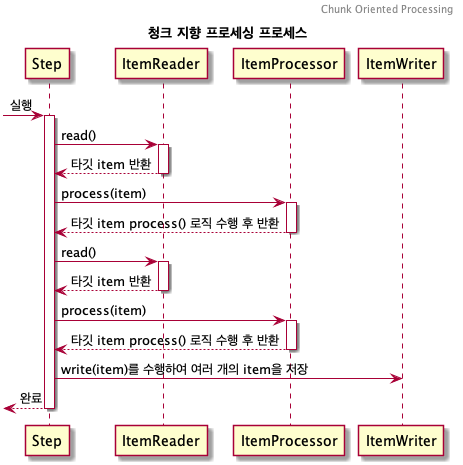 Chunk Oriented Processing
청크 지향 프로세싱 프로세스
Step ItemReader ItemProcessor ItemWriter
실행
read()
타깃 item 반환
process(item)
타깃 item process() 로직 수행 후 반환
read()
타깃 item 반환
process(item)
타깃 item process() 로직 수행 후 반환
write(item)를 수행하여 여러 개의 item을 저장
완료
Step ItemReader ItemProcessor ItemWriter